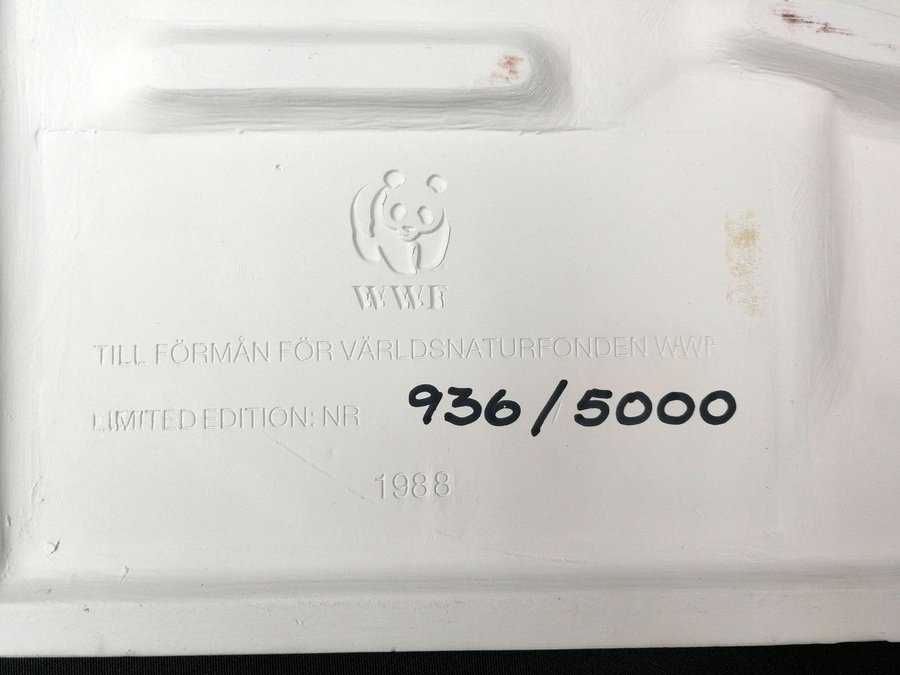 WWF
TILL FÖRMÅN FÖR VÄRLDSNATURFONDEN WWF
LIMITED EDITION: NR 936/5000
1988